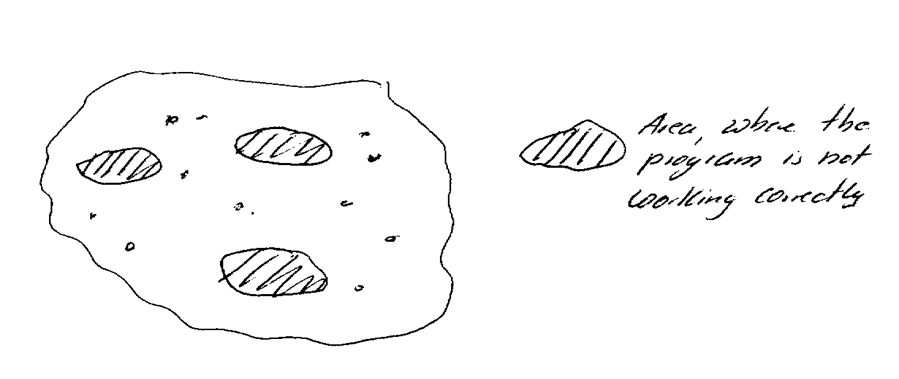 Area, where the
program is not
working correctly